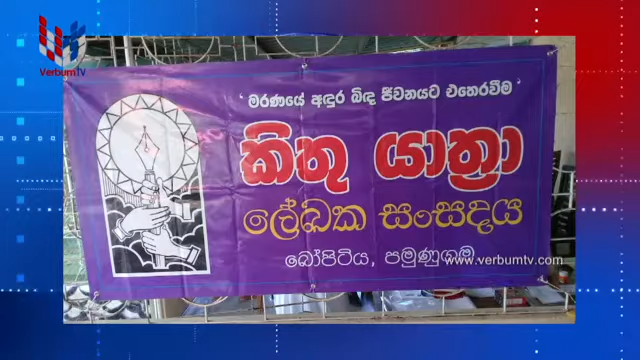 VerbumTV
‘මරණයේ අඳුර බිඳ ජීවනයට එතෙරවීම’
කිතු යාත්‍රා
ලේඛක සංසදය
බෝපිටිය, පමුණුගම
www.verbumtv.com